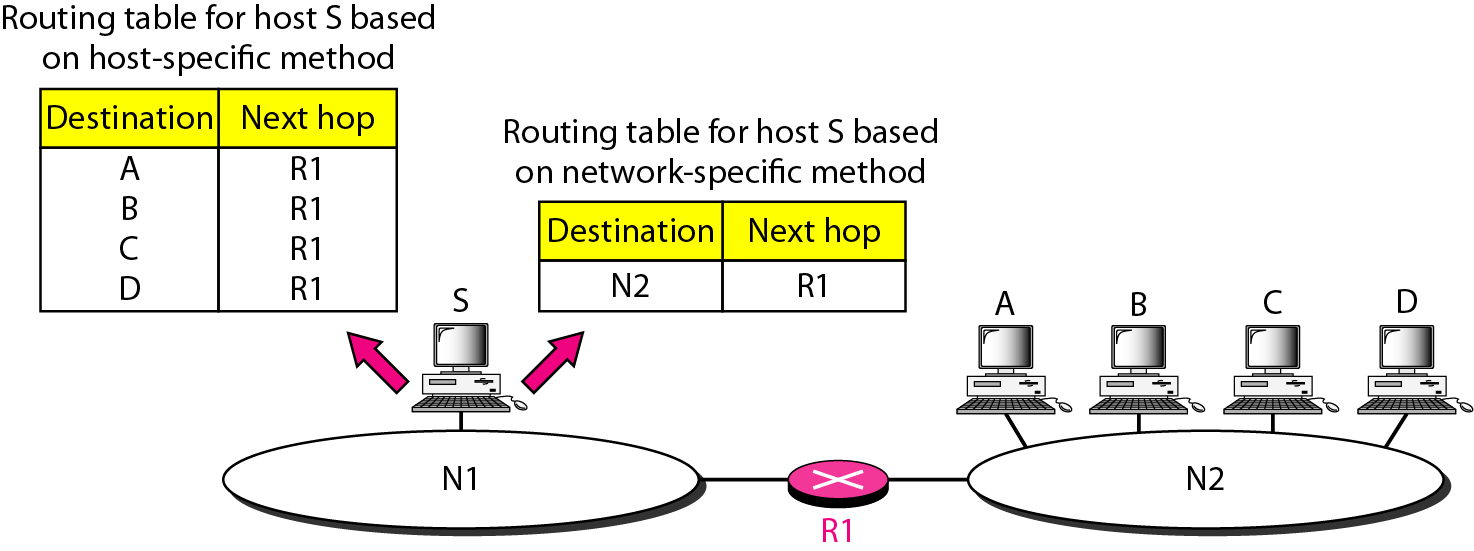 Routing table for host S based
on host-specific method
Destination Next hop
A R1
B R1
C R1
D R1
Routing table for host S based
on network-specific method
Destination Next hop
N2 R1
S
A B C D
N1
N2
R1